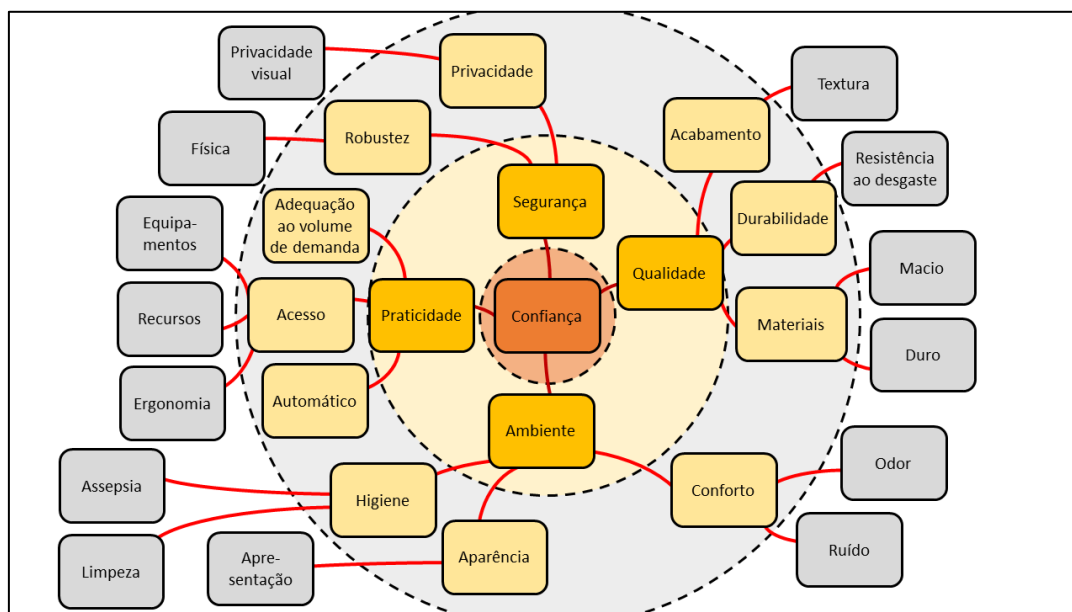 Privacidade
visual
Privacidade
Textura
Acabamento
Física
Robustez
Resistência
ao desgaste
Segurança
Durabilidade
Adequação
ao volume
de demanda
Equipa-
mentos
Qualidade
Macio
Recursos
Acesso
Praticidade
Confiança
Materiais
Duro
Ergonomia
Automático
Ambiente
Assepsia
Higiene
Conforto
Odor
Limpeza
Apre-
sentação
Aparência
Ruído